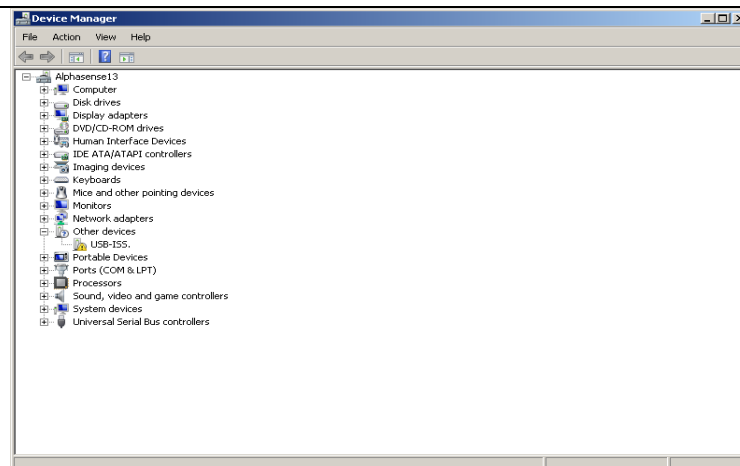 Device Manager
File Action View Help
Alphasense13
Computer
Disk drives
Display adapters
DVD/CD-ROM drives
Human Interface Devices
IDE ATA/ATAPI controllers
Imaging devices
Keyboards
Mice and other pointing devices
Monitors
Network adapters
Other devices
USB-ISS.
Portable Devices
Ports (COM & LPT)
Processors
Sound, video and game controllers
System devices
Universal Serial Bus controllers